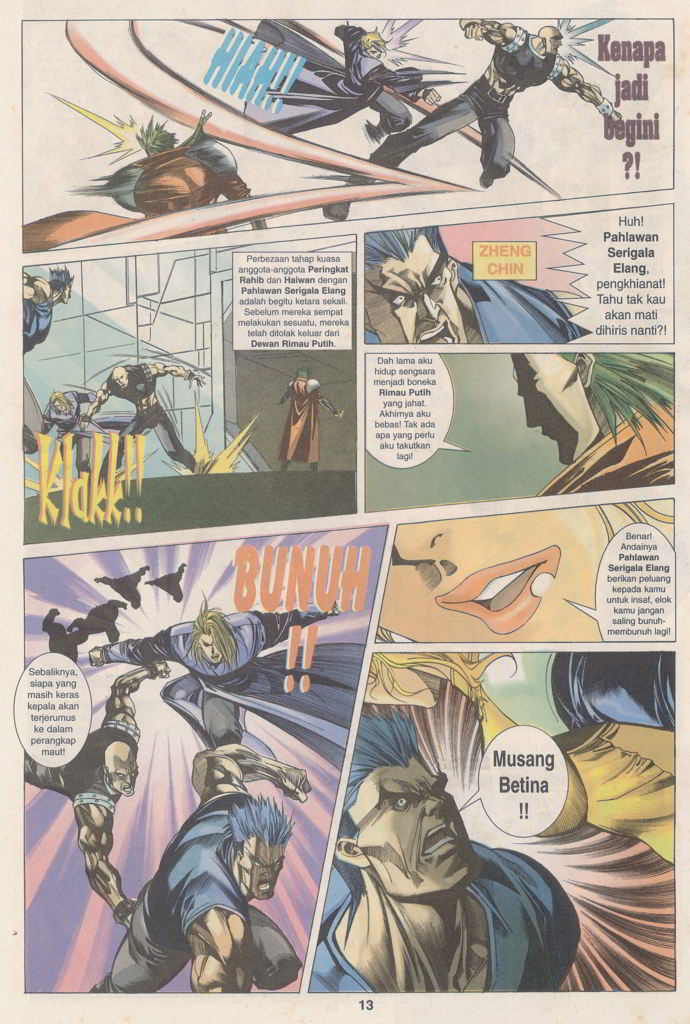 HIAH!!
Kenapa
jadi
begini
?!
Perbezaan tahap kuasa
anggota-anggota Peringkat
Rahib dan Haiwan dengan
Pahlawan Serigala Elang
adalah begitu ketara sekali.
Sebelum mereka sempat
melakukan sesuatu, mereka
telah ditolak keluar dari
Dewan Rimau Putih.
Klakk!!
ZHENG
CHIN
Huh!
Pahlawan
Serigala
Elang,
pengkhianat!
Tahu tak kau
akan mati
dihiris nanti?!
Dah lama aku
hidup sengsara
menjadi boneka
Rimau Putih
yang jahat.
Akhirnya aku
bebas! Tak ada
apa yang perlu
aku takutkan
lagi!
Benar!
Andainya
Pahlawan
Serigala Elang
berikan peluang
kepada kamu
untuk insaf, elok
kamu jangan
saling bunuh-
membunuh lagi!
BUNUH
!!
Sebaliknya,
siapa yang
masih keras
kepala akan
terjerumus
ke dalam
perangkap
maut!
Musang
Betina
!!
13